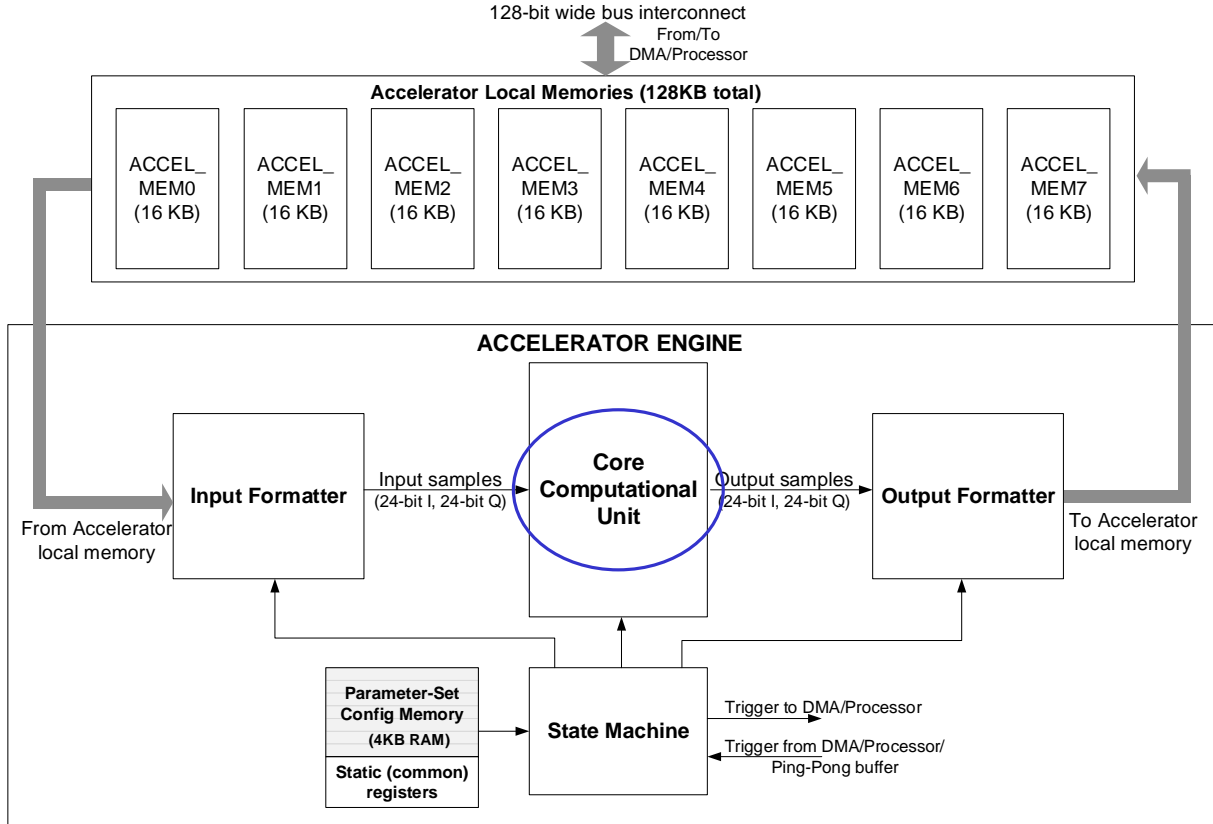 128-bit wide bus interconnect
From/To
DMA/Processor
Accelerator Local Memories (128KB total)
ACCEL_
MEM0
(16 KB)
ACCEL_
MEM1
(16 KB)
ACCEL_
MEM2
(16 KB)
ACCEL_
MEM3
(16 KB)
ACCEL_
MEM4
(16 KB)
ACCEL_
MEM5
(16 KB)
ACCEL_
MEM6
(16 KB)
ACCEL_
MEM7
(16 KB)
ACCELERATOR ENGINE
From Accelerator
local memory
Input Formatter
Input samples
(24-bit I, 24-bit Q)
Core
Computational
Unit
Output samples
(24-bit I, 24-bit Q)
Output Formatter
To Accelerator
local memory
Parameter-Set
Config Memory
(4KB RAM)
Static (common)
registers
State Machine
Trigger to DMA/Processor
Trigger from DMA/Processor/
Ping-Pong buffer